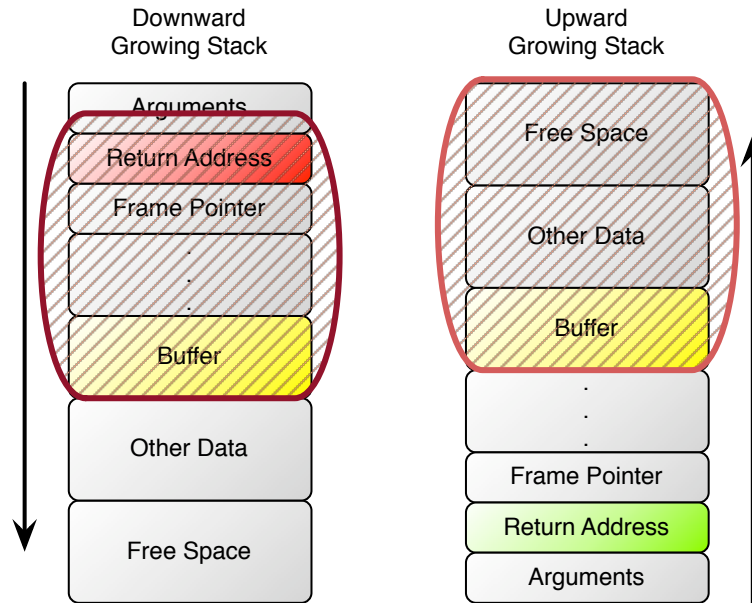 Downward
Growing Stack
Arguments
Return Address
Frame Pointer
.
.
.
Buffer
Other Data
Free Space
Upward
Growing Stack
Free Space
Other Data
Buffer
.
.
.
Frame Pointer
Return Address
Arguments